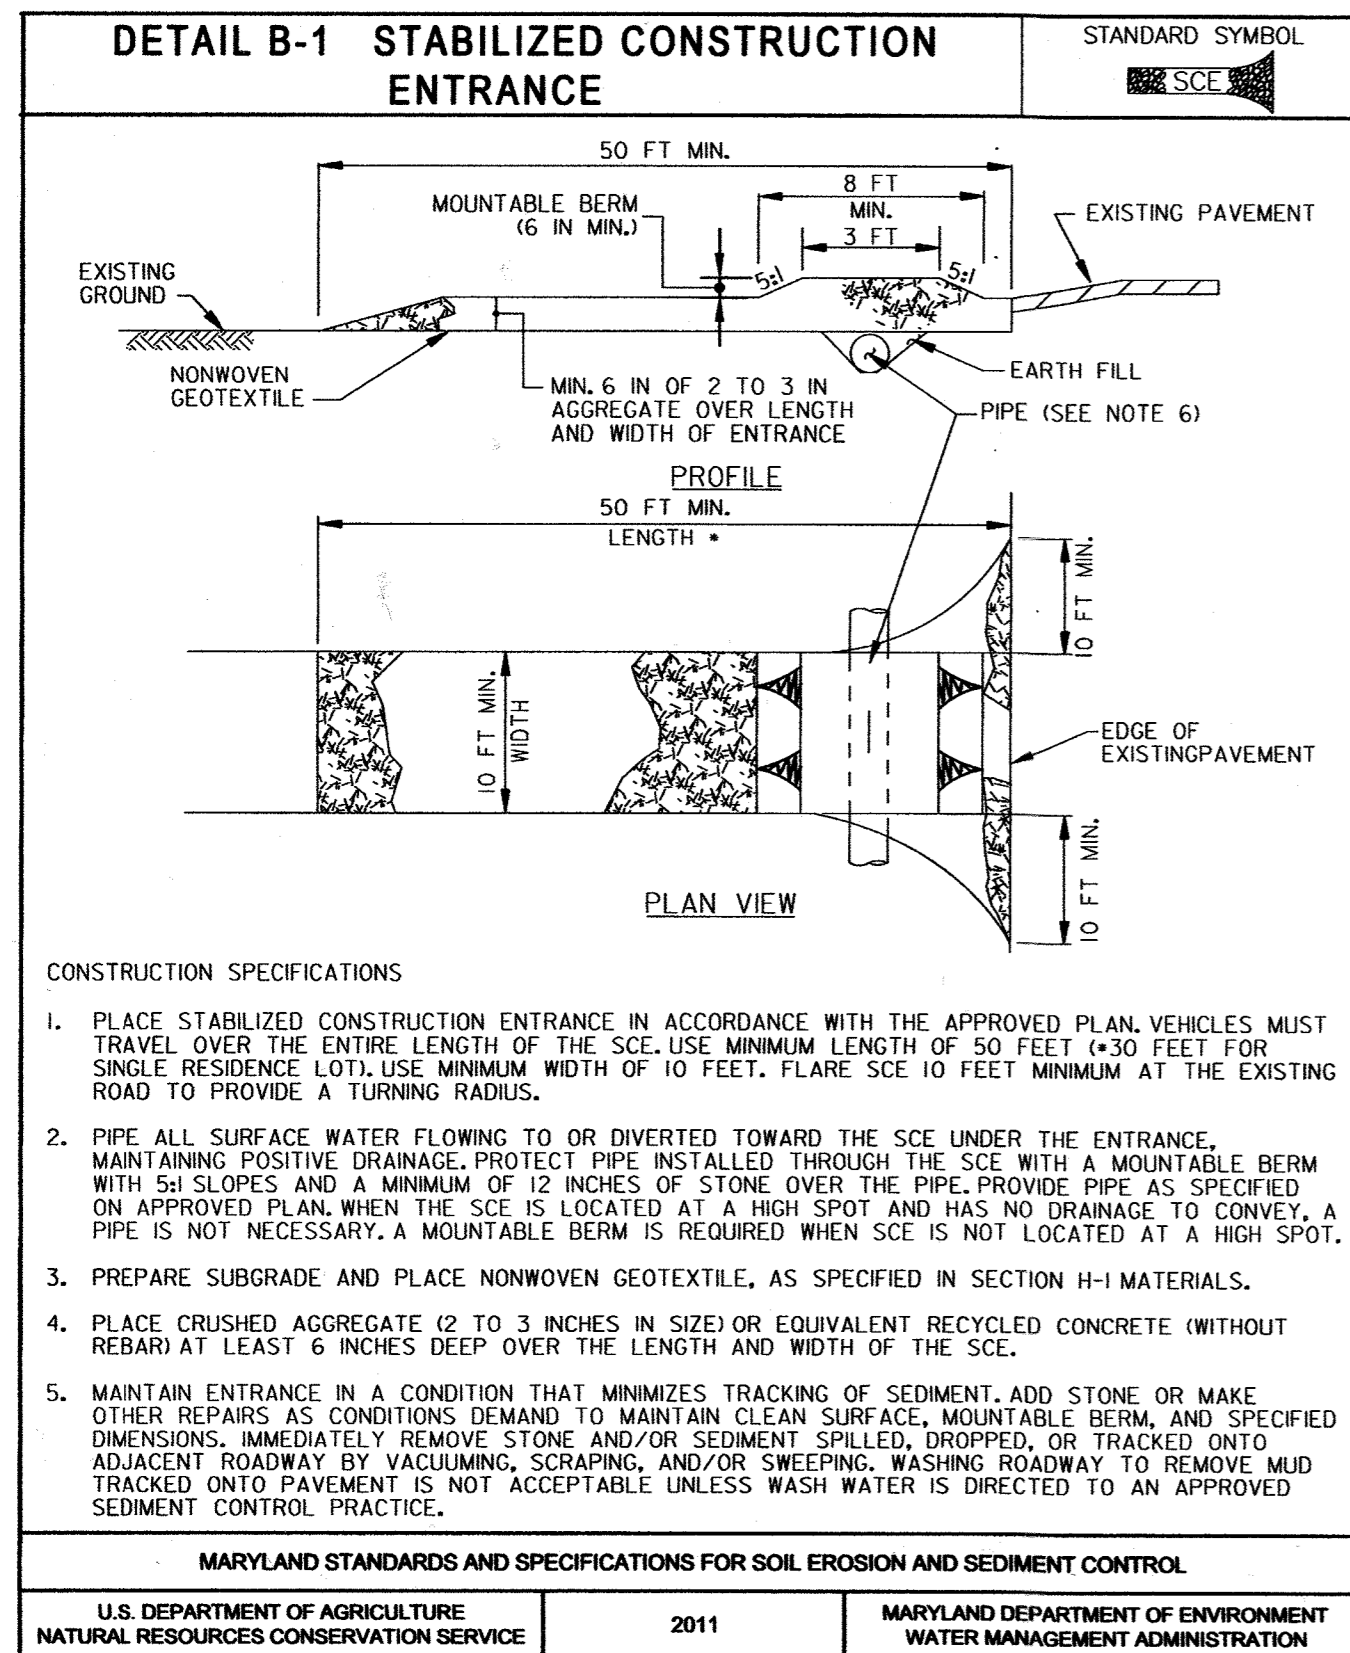 DETAIL B-1 STABILIZED CONSTRUCTION
ENTRANCE
STANDARD SYMBOL
SCE
50 FT MIN.
8 FT
MIN.
3 FT
MOUNTABLE BERM
(6 IN MIN.)
EXISTING PAVEMENT
5:1
5:1
EXISTING
GROUND
NONWOVEN
GEOTEXTILE
MIN. 6 IN OF 2 TO 3 IN
AGGREGATE OVER LENGTH
AND WIDTH OF ENTRANCE
EARTH FILL
PIPE (SEE NOTE 6)
PROFILE
50 FT MIN.
LENGTH *
10 FT MIN.
10 FT MIN.
WIDTH
EDGE OF
EXISTINGPAVEMENT
10 FT MIN.
PLAN VIEW
CONSTRUCTION SPECIFICATIONS
1. PLACE STABILIZED CONSTRUCTION ENTRANCE IN ACCORDANCE WITH THE APPROVED PLAN. VEHICLES MUST
TRAVEL OVER THE ENTIRE LENGTH OF THE SCE. USE MINIMUM LENGTH OF 50 FEET (*30 FEET FOR
SINGLE RESIDENCE LOT). USE MINIMUM WIDTH OF 10 FEET. FLARE SCE 10 FEET MINIMUM AT THE EXISTING
ROAD TO PROVIDE A TURNING RADIUS.
2. PIPE ALL SURFACE WATER FLOWING TO OR DIVERTED TOWARD THE SCE UNDER THE ENTRANCE,
MAINTAINING POSITIVE DRAINAGE. PROTECT PIPE INSTALLED THROUGH THE SCE WITH A MOUNTABLE BERM
WITH 5:1 SLOPES AND A MINIMUM OF 12 INCHES OF STONE OVER THE PIPE. PROVIDE PIPE AS SPECIFIED
ON APPROVED PLAN. WHEN THE SCE IS LOCATED AT A HIGH SPOT AND HAS NO DRAINAGE TO CONVEY, A
PIPE IS NOT NECESSARY. A MOUNTABLE BERM IS REQUIRED WHEN SCE IS NOT LOCATED AT A HIGH SPOT.
3. PREPARE SUBGRADE AND PLACE NONWOVEN GEOTEXTILE, AS SPECIFIED IN SECTION H-1 MATERIALS.
4. PLACE CRUSHED AGGREGATE (2 TO 3 INCHES IN SIZE) OR EQUIVALENT RECYCLED CONCRETE (WITHOUT
REBAR) AT LEAST 6 INCHES DEEP OVER THE LENGTH AND WIDTH OF THE SCE.
5. MAINTAIN ENTRANCE IN A CONDITION THAT MINIMIZES TRACKING OF SEDIMENT. ADD STONE OR MAKE
OTHER REPAIRS AS CONDITIONS DEMAND TO MAINTAIN CLEAN SURFACE, MOUNTABLE BERM, AND SPECIFIED
DIMENSIONS. IMMEDIATELY REMOVE STONE AND/OR SEDIMENT SPILLED, DROPPED, OR TRACKED ONTO
ADJACENT ROADWAY BY VACUUMING, SCRAPING, AND/OR SWEEPING. WASHING ROADWAY TO REMOVE MUD
TRACKED ONTO PAVEMENT IS NOT ACCEPTABLE UNLESS WASH WATER IS DIRECTED TO AN APPROVED
SEDIMENT CONTROL PRACTICE.
MARYLAND STANDARDS AND SPECIFICATIONS FOR SOIL EROSION AND SEDIMENT CONTROL
U.S. DEPARTMENT OF AGRICULTURE
NATURAL RESOURCES CONSERVATION SERVICE
2011
MARYLAND DEPARTMENT OF ENVIRONMENT
WATER MANAGEMENT ADMINISTRATION